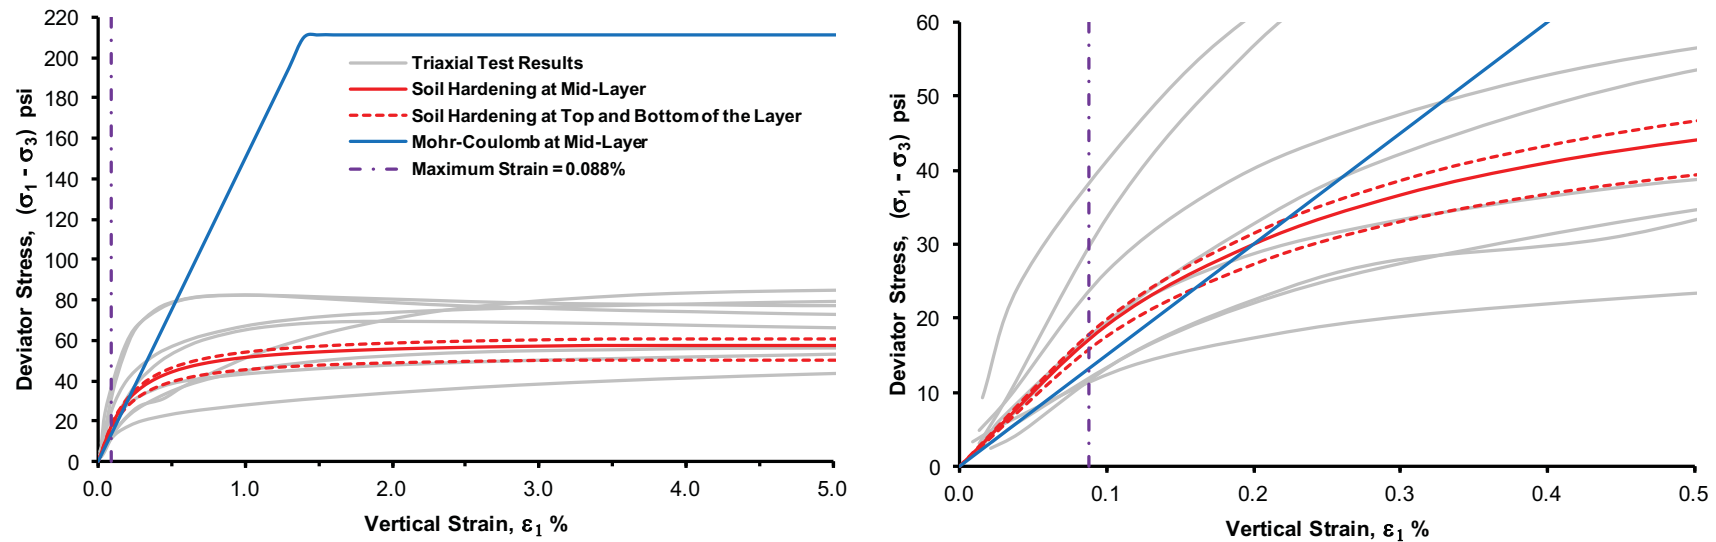 220
200
180
160
140
120
100
80
60
40
20
0
Deviator Stress, (σ1 - σ3) psi
Triaxial Test Results
Soil Hardening at Mid-Layer
Soil Hardening at Top and Bottom of the Layer
Mohr-Coulomb at Mid-Layer
Maximum Strain = 0.088%
0.0 1.0 2.0 3.0 4.0 5.0
Vertical Strain, ε1 %
60
50
40
30
20
10
0
Deviator Stress, (σ1 - σ3) psi
0.0 0.1 0.2 0.3 0.4 0.5
Vertical Strain, ε1 %